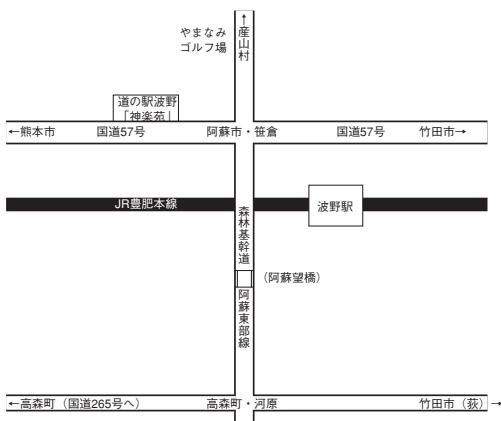 ↑産山村
やまなみ
ゴルフ場
道の駅波野
「神楽苑」
←熊本市
国道57号
阿蘇市・笹倉
国道57号
竹田市→
JR豊肥本線
波野駅
森林基幹道
(阿蘇望橋)
阿蘇東部線
←高森町(国道265号へ)
高森町・河原
竹田市(荻)→